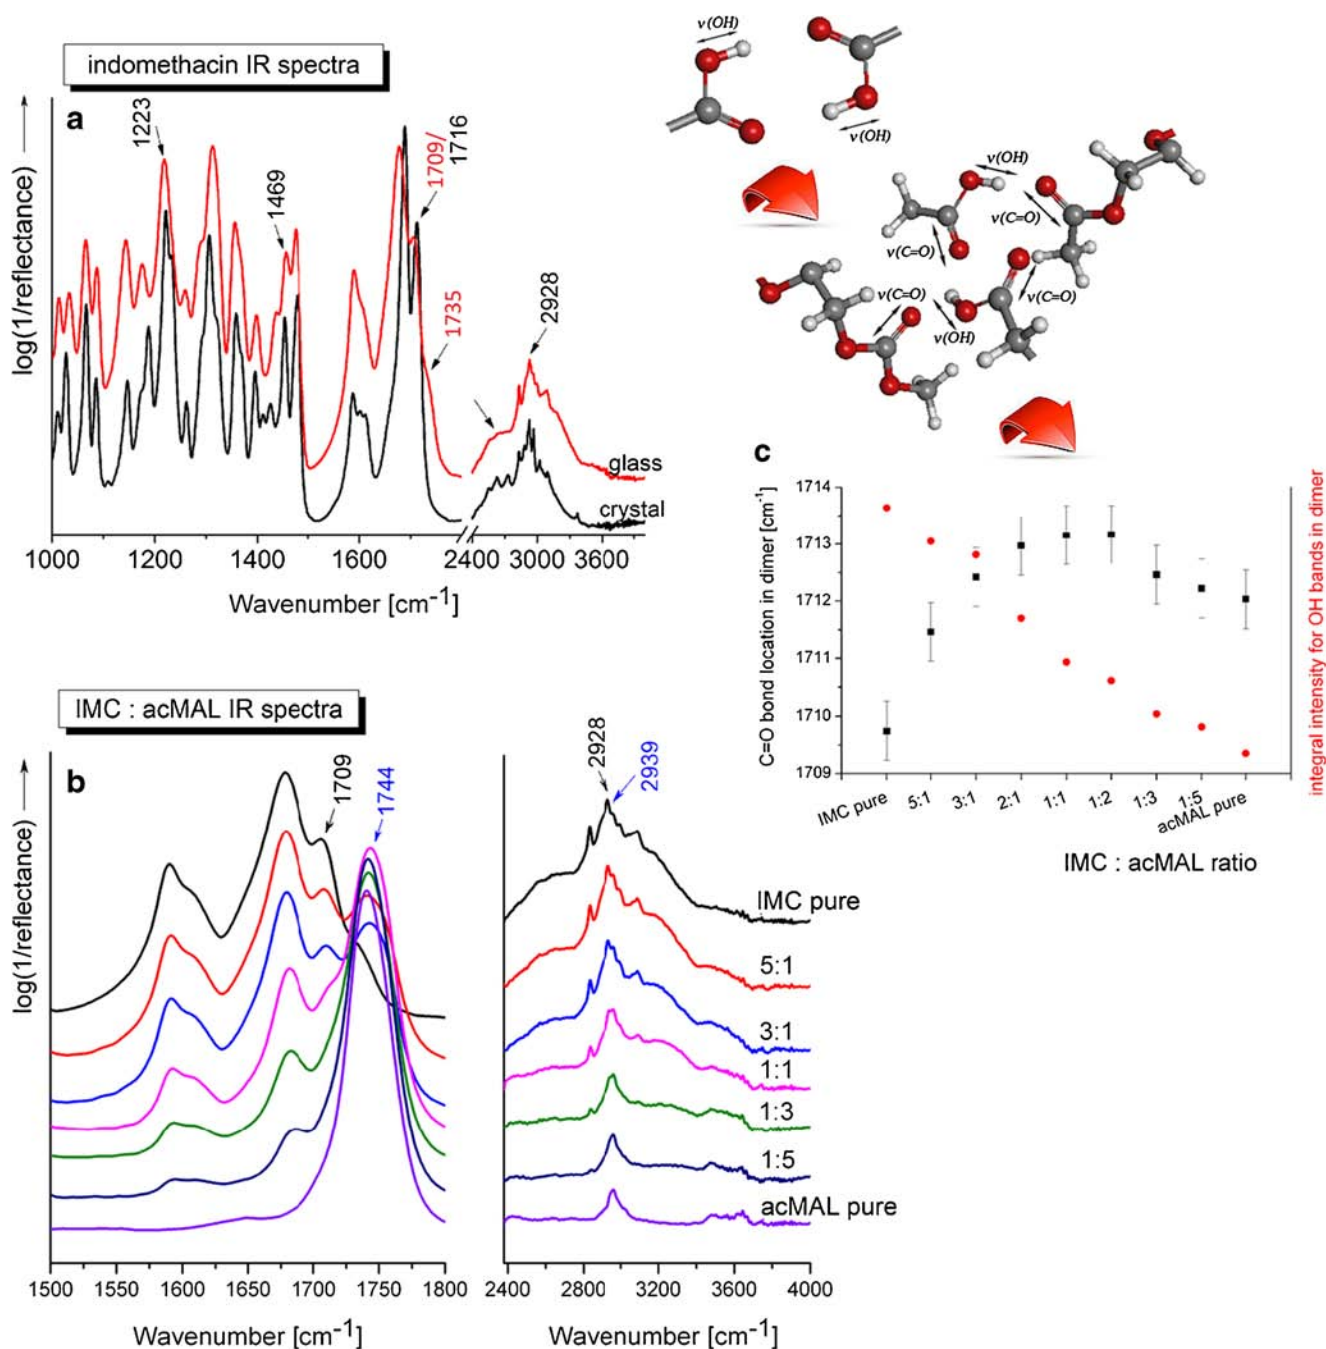 indomethacin IR spectra
a
log(1/reflectance)
1223
1469
1709/
1716
1735
2928
glass
crystal
1000 1200 1400 1600 1800 2400 3000 3600
Wavenumber [cm-1]
ν(OH)
ν(OH)
ν(OH)
ν(C=O)
ν(C=O)
ν(C=O)
ν(C=O)
ν(OH)
c
C=O bond location in dimer [cm-1]
1714
1713
1712
1711
1710
1709
IMC pure 5:1 3:1 2:1 1:1 1:2 1:3 1:5 acMAL pure
IMC : acMAL ratio
integral intensity for OH bands in dimer
IMC : acMAL IR spectra
b
log(1/reflectance)
1709
1744
1500 1550 1600 1650 1700 1750 1800
Wavenumber [cm-1]
2928
2939
IMC pure
5:1
3:1
1:1
1:3
1:5
acMAL pure
2400 2800 3200 3600 4000
Wavenumber [cm-1]